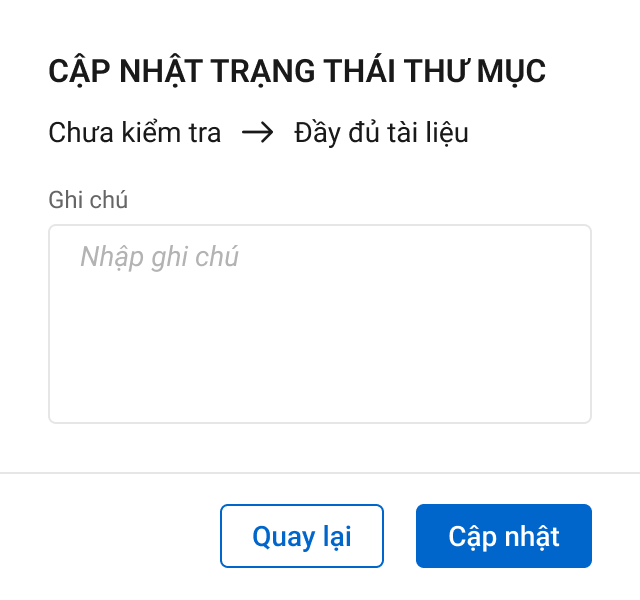 CẬP NHẬT TRẠNG THÁI THƯ MỤC
Chưa kiểm tra → Đầy đủ tài liệu
Ghi chú
Nhập ghi chú
Quay lại
Cập nhật